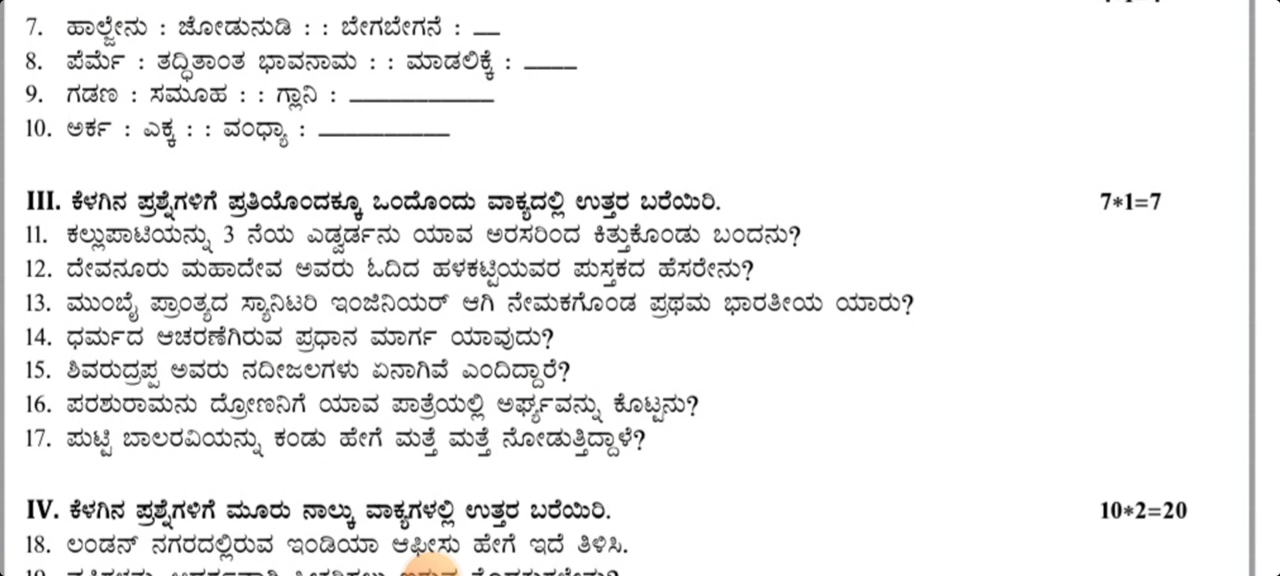 7. ಹಾಲ್ಜೇನು : ಜೋಡುನುಡಿ : : ಬೇಗಬೇಗನೆ : __
8. ಪೆರ್ಮೆ : ತದ್ಧಿತಾಂತ ಭಾವನಾಮ : : ಮಾಡಲಿಕ್ಕೆ : ____
9. ಗಡಣ : ಸಮೂಹ : : ಗ್ಲಾನಿ : ___________
10. ಅರ್ಕ : ಎಕ್ಕ : : ವಂಧ್ಯಾ : __________
III. ಕೆಳಗಿನ ಪ್ರಶ್ನೆಗಳಿಗೆ ಪ್ರತಿಯೊಂದಕ್ಕೂ ಒಂದೊಂದು ವಾಕ್ಯದಲ್ಲಿ ಉತ್ತರ ಬರೆಯಿರಿ. 7*1=7
11. ಕಲ್ಲುಪಾಟಿಯನ್ನು 3 ನೆಯ ಎಡ್ವರ್ಡನು ಯಾವ ಅರಸರಿಂದ ಕಿತ್ತುಕೊಂಡು ಬಂದನು?
12. ದೇವನೂರು ಮಹಾದೇವ ಅವರು ಓದಿದ ಹಳಕಟ್ಟಿಯವರ ಪುಸ್ತಕದ ಹೆಸರೇನು?
13. ಮುಂಬೈ ಪ್ರಾಂತ್ಯದ ಸ್ಯಾನಿಟರಿ ಇಂಜಿನಿಯರ್ ಆಗಿ ನೇಮಕಗೊಂಡ ಪ್ರಥಮ ಭಾರತೀಯ ಯಾರು?
14. ಧರ್ಮದ ಆಚರಣೆಗಿರುವ ಪ್ರಧಾನ ಮಾರ್ಗ ಯಾವುದು?
15. ಶಿವರುದ್ರಪ್ಪ ಅವರು ನದೀಜಲಗಳು ಏನಾಗಿವೆ ಎಂದಿದ್ದಾರೆ?
16. ಪರಶುರಾಮನು ದ್ರೋಣನಿಗೆ ಯಾವ ಪಾತ್ರೆಯಲ್ಲಿ ಅರ್ಘ್ಯವನ್ನು ಕೊಟ್ಟನು?
17. ಪುಟ್ಟಿ ಬಾಲರವಿಯನ್ನು ಕಂಡು ಹೇಗೆ ಮತ್ತೆ ಮತ್ತೆ ನೋಡುತ್ತಿದ್ದಾಳೆ?
IV. ಕೆಳಗಿನ ಪ್ರಶ್ನೆಗಳಿಗೆ ಮೂರು ನಾಲ್ಕು ವಾಕ್ಯಗಳಲ್ಲಿ ಉತ್ತರ ಬರೆಯಿರಿ. 10*2=20
18. ಲಂಡನ್ ನಗರದಲ್ಲಿರುವ ಇಂಡಿಯಾ ಆಫೀಸು ಹೇಗೆ ಇದೆ ತಿಳಿಸಿ.